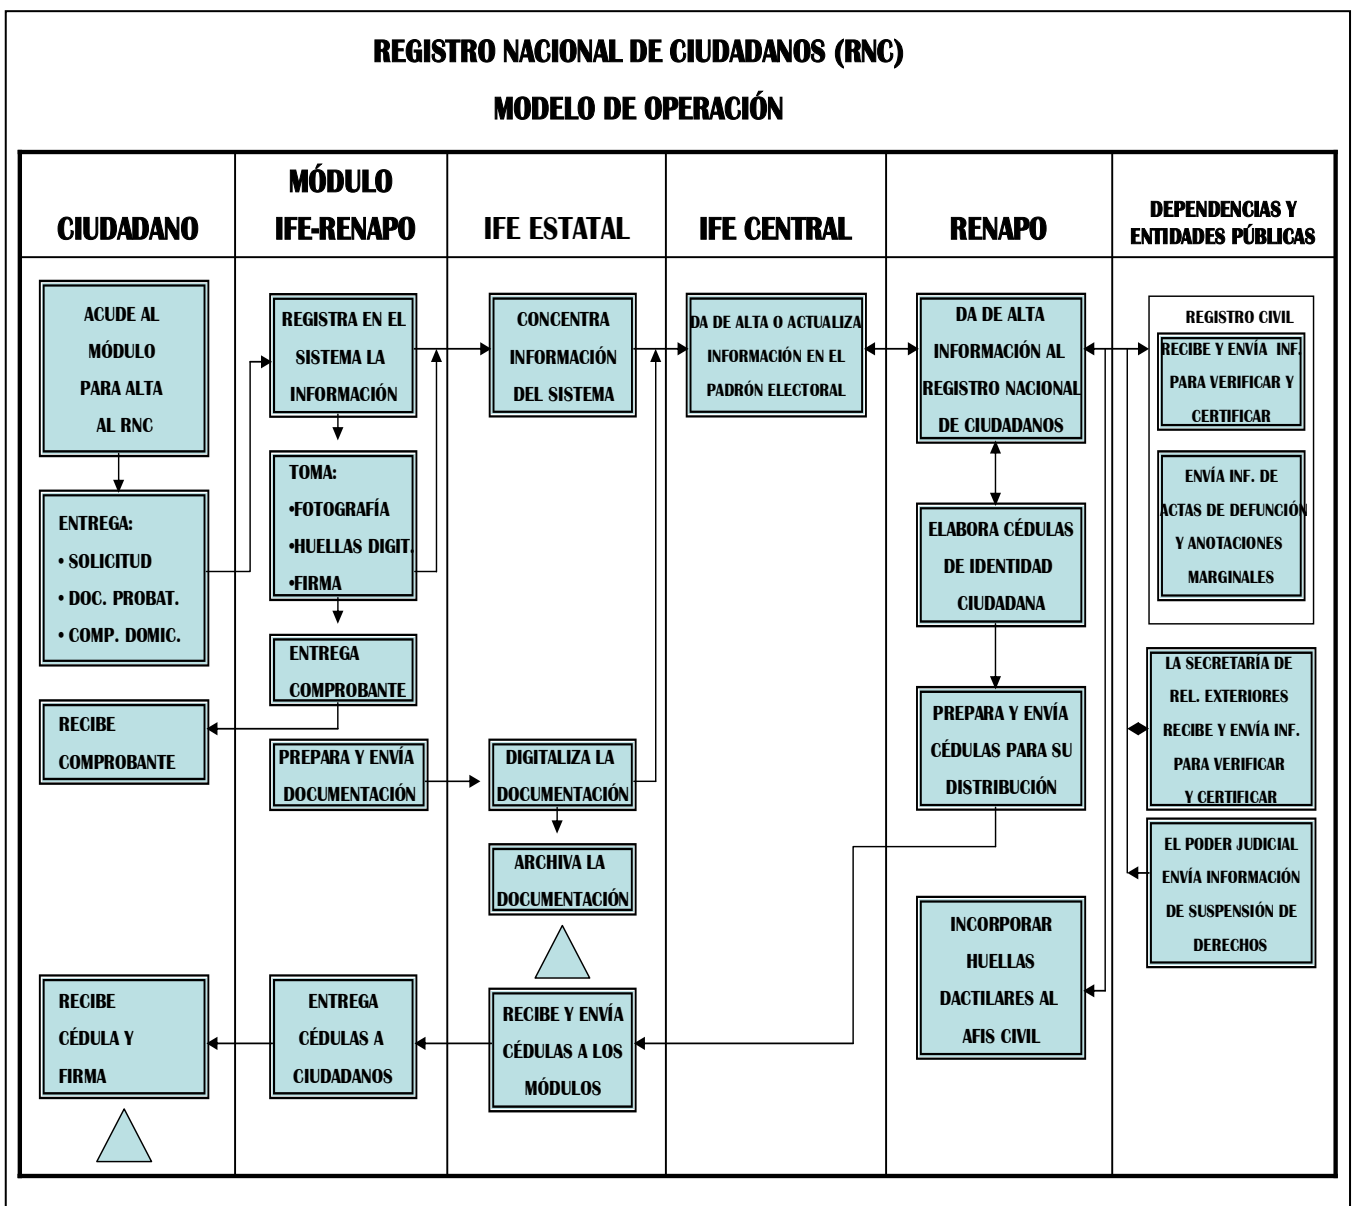 REGISTRO NACIONAL DE CIUDADANOS (RNC)
MODELO DE OPERACIÓN
CIUDADANO
MÓDULO
IFE-RENAPO
IFE ESTATAL
IFE CENTRAL
RENAPO
DEPENDENCIAS Y
ENTIDADES PÚBLICAS
ACUDE AL
MÓDULO
PARA ALTA
AL RNC
ENTREGA:
• SOLICITUD
• DOC. PROBAT.
• COMP. DOMIC.
RECIBE
COMPROBANTE
RECIBE
CÉDULA Y
FIRMA
REGISTRA EN EL
SISTEMA LA
INFORMACIÓN
TOMA:
•FOTOGRAFÍA
•HUELLAS DIGIT.
•FIRMA
ENTREGA
COMPROBANTE
PREPARA Y ENVÍA
DOCUMENTACIÓN
ENTREGA
CÉDULAS A
CIUDADANOS
CONCENTRA
INFORMACIÓN
DEL SISTEMA
DIGITALIZA LA
DOCUMENTACIÓN
ARCHIVA LA
DOCUMENTACIÓN
RECIBE Y ENVÍA
CÉDULAS A LOS
MÓDULOS
DA DE ALTA O ACTUALIZA
INFORMACIÓN EN EL
PADRÓN ELECTORAL
DA DE ALTA
INFORMACIÓN AL
REGISTRO NACIONAL
DE CIUDADANOS
ELABORA CÉDULAS
DE IDENTIDAD
CIUDADANA
PREPARA Y ENVÍA
CÉDULAS PARA SU
DISTRIBUCIÓN
INCORPORAR
HUELLAS
DACTILARES AL
AFIS CIVIL
REGISTRO CIVIL
RECIBE Y ENVÍA INF.
PARA VERIFICAR Y
CERTIFICAR
ENVÍA INF. DE
ACTAS DE DEFUNCIÓN
Y ANOTACIONES
MARGINALES
LA SECRETARÍA DE
REL. EXTERIORES
RECIBE Y ENVÍA INF.
PARA VERIFICAR
Y CERTIFICAR
EL PODER JUDICIAL
ENVÍA INFORMACIÓN
DE SUSPENSIÓN DE
DERECHOS